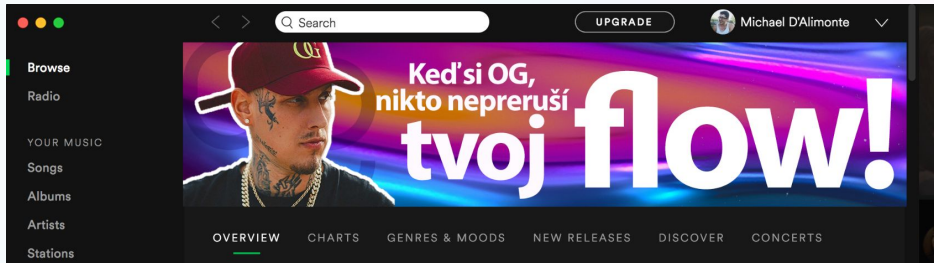 Search
UPGRADE
Michael D'Alimonte
Browse
Radio
YOUR MUSIC
Songs
Albums
Artists
Stations
OG
Keď si OG,
nikto nepreruší
tvoj flow!
OVERVIEW CHARTS GENRES & MOODS NEW RELEASES DISCOVER CONCERTS